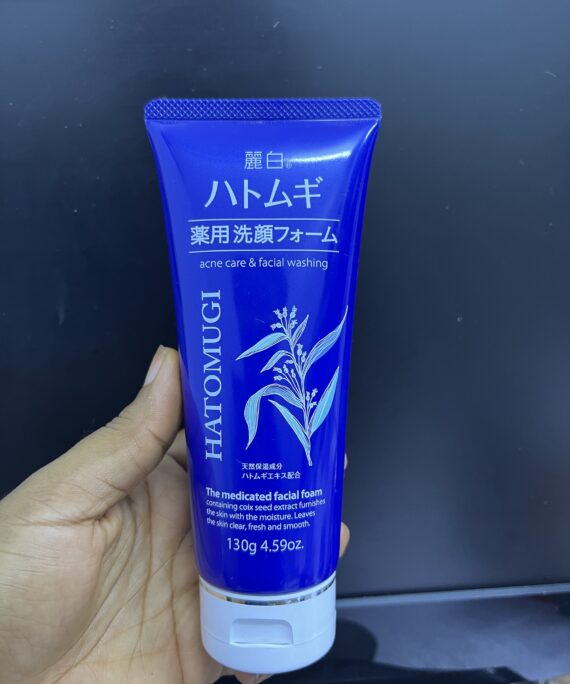 麗白®
ハトムギ
薬用洗顔フォーム
acne care & facial washing
HATOMUGI
天然保湿成分
ハトムギエキス配合
The medicated facial foam
containing coix seed extract furnishes
the skin with the moisture. Leaves
the skin clear, fresh and smooth.
130g 4.59oz.